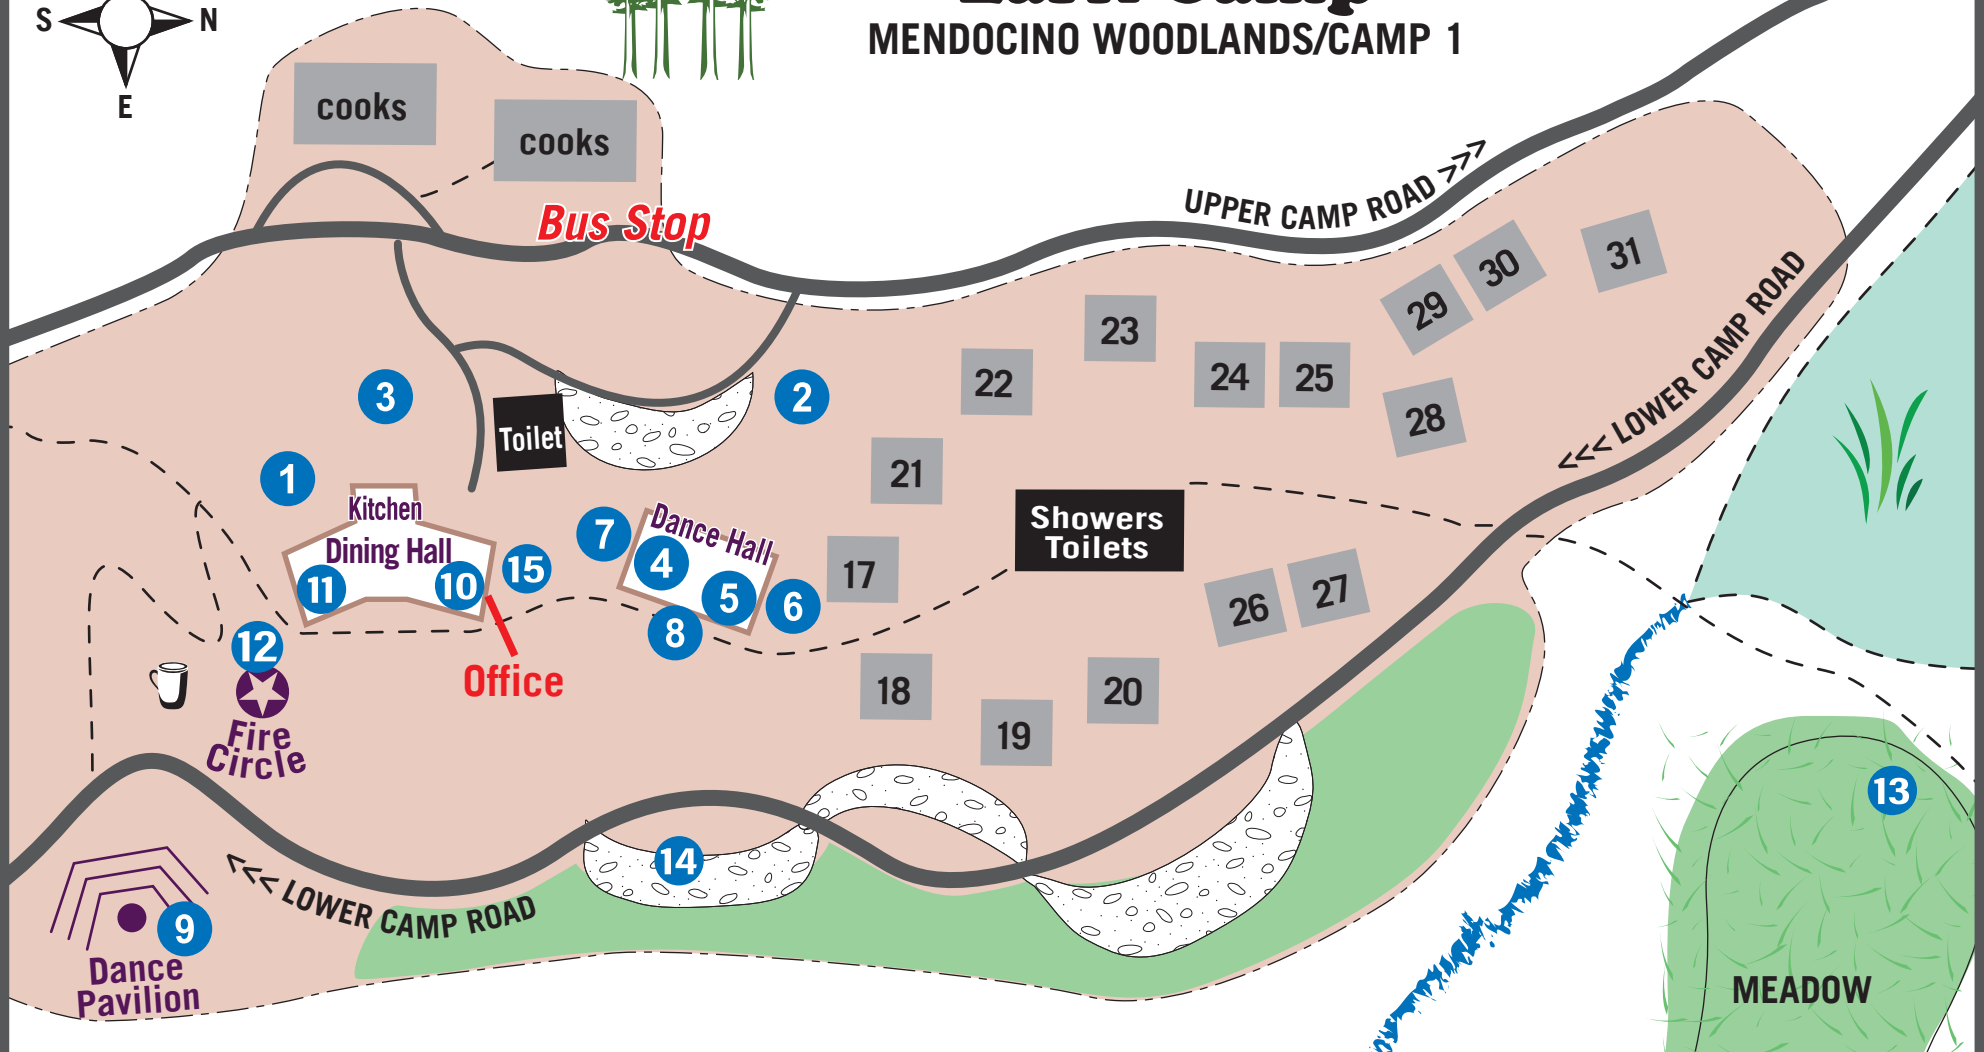 S
N
E
MENDOCINO WOODLANDS/CAMP 1
cooks
cooks
Bus Stop
UPPER CAMP ROAD >>>>
<<<< LOWER CAMP ROAD
31
30
29
23
22
24
25
28
3
2
Toilet
1
21
Kitchen
Dining Hall
11
10
15
7
Dance Hall
4
5
6
8
17
Showers
Toilets
26
27
12
Office
18
20
19
Fire
Circle
13
14
<<<< LOWER CAMP ROAD
9
Dance
Pavilion
MEADOW